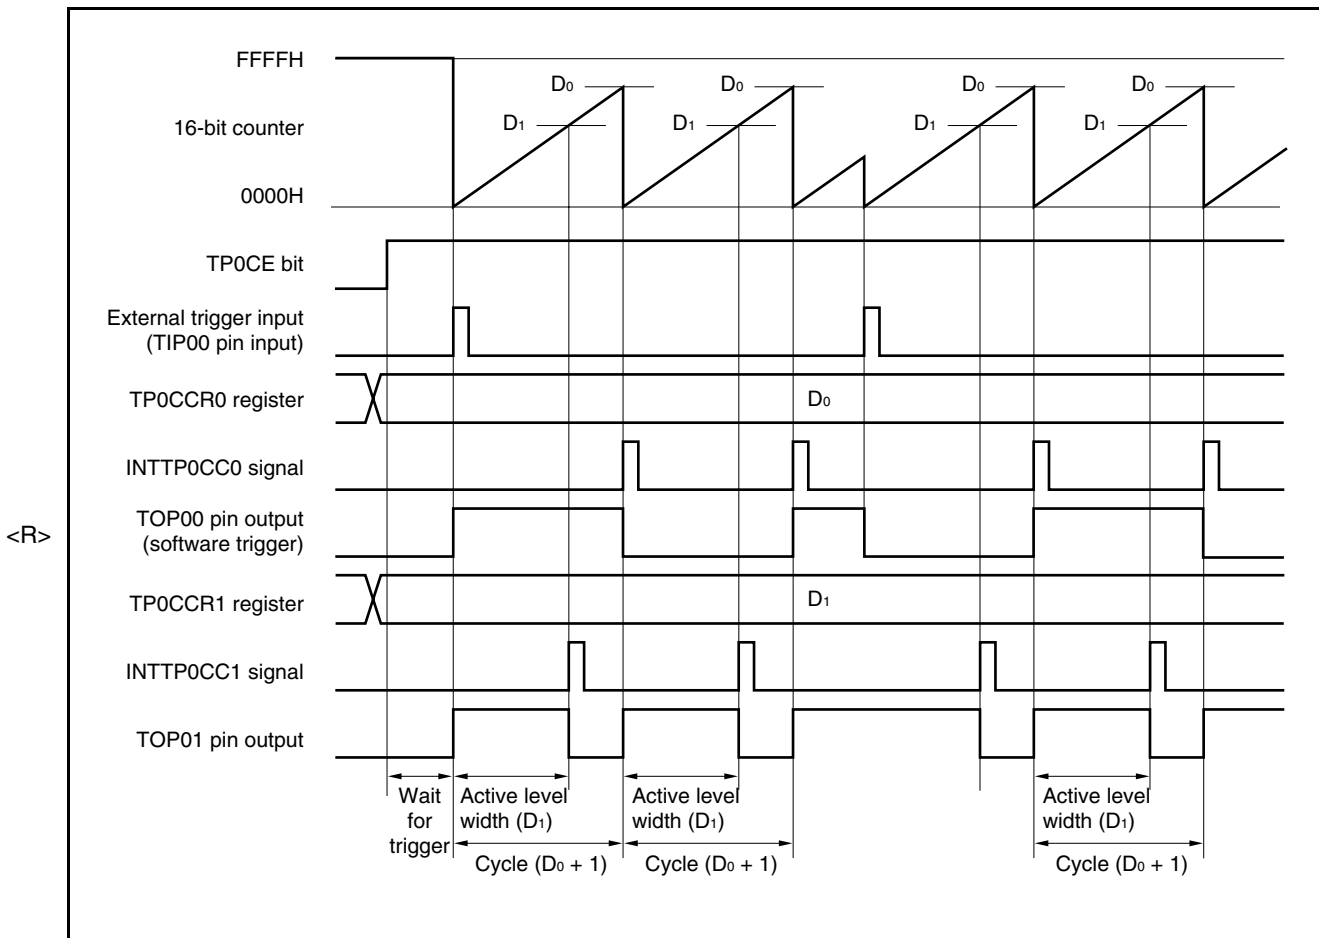 FFFFH
D0
D0
D0
D0
D1
D1
D1
D1
16-bit counter
0000H
TP0CE bit
External trigger input
(TIP00 pin input)
TP0CCR0 register
D0
INTTP0CC0 signal
<R>
TOP00 pin output
(software trigger)
TP0CCR1 register
D1
INTTP0CC1 signal
TOP01 pin output
Wait
for
trigger
Active level
width (D1)
Active level
width (D1)
Active level
width (D1)
Cycle (D0 + 1)
Cycle (D0 + 1)
Cycle (D0 + 1)